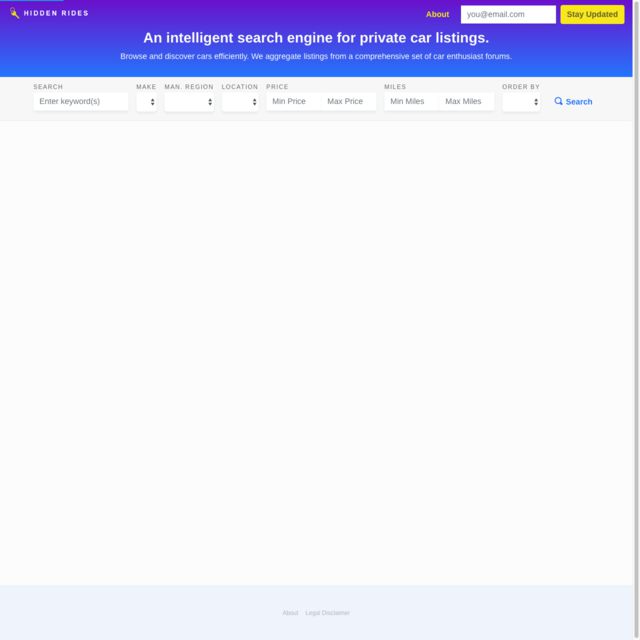 HIDDEN RIDES
About
you@email.com
Stay Updated
An intelligent search engine for private car listings.
Browse and discover cars efficiently. We aggregate listings from a comprehensive set of car enthusiast forums.
SEARCH MAKE MAN. REGION LOCATION PRICE MILES ORDER BY
Enter keyword(s) Min Price Max Price Min Miles Max Miles Search
About Legal Disclaimer